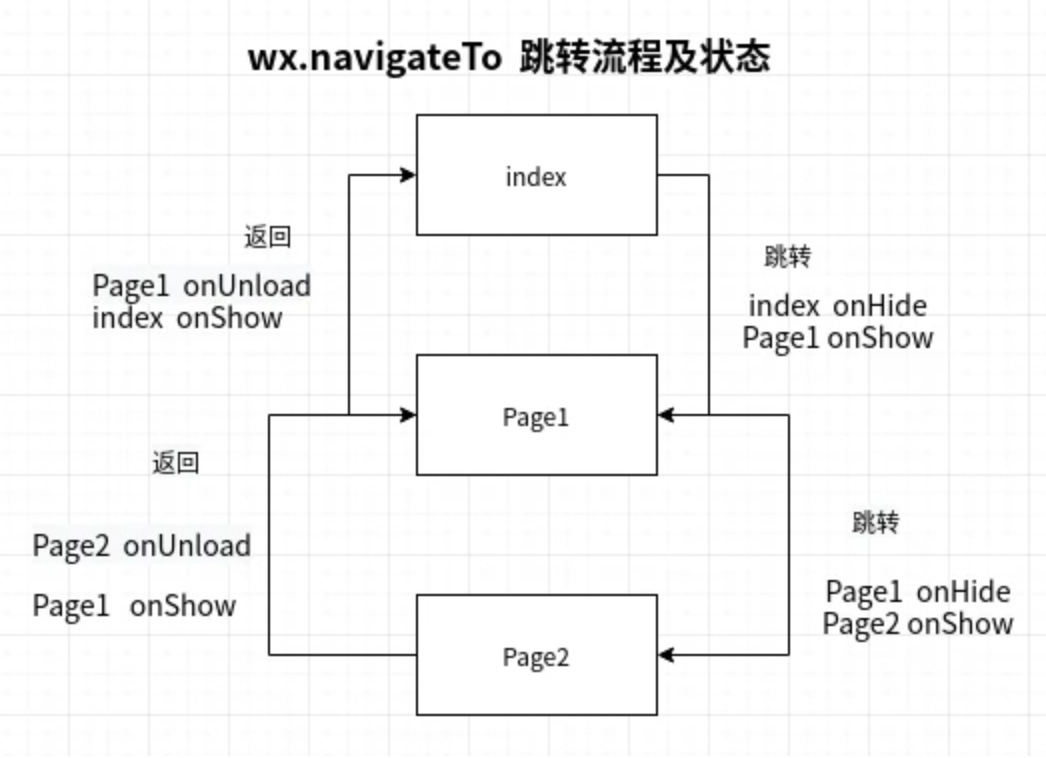 wx.navigateTo 跳转流程及状态
index
返回
Page1 onUnload
index onShow
跳转
index onHide
Page1 onShow
Page1
返回
Page2 onUnload
Page1 onShow
跳转
Page1 onHide
Page2 onShow
Page2